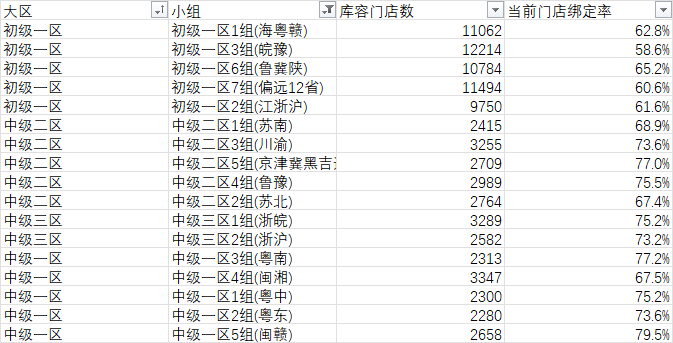 大区 小组 库容门店数 当前门店绑定率
初级一区 初级一区1组(海粤赣) 11062 62.8%
初级一区 初级一区3组(皖豫) 12214 58.6%
初级一区 初级一区6组(鲁冀陕) 10784 65.2%
初级一区 初级一区7组(偏远12省) 11494 60.6%
初级一区 初级一区2组(江浙沪) 9750 61.6%
中级二区 中级二区1组(苏南) 2415 68.9%
中级二区 中级二区3组(川渝) 3255 73.6%
中级二区 中级二区5组(京津冀黑吉 2709 77.0%
中级二区 中级二区4组(鲁豫) 2989 75.5%
中级二区 中级二区2组(苏北) 2764 67.4%
中级三区 中级三区1组(浙皖) 3289 75.2%
中级三区 中级三区2组(浙沪) 2582 73.2%
中级一区 中级一区3组(粤南) 2313 77.2%
中级一区 中级一区4组(闽湘) 3347 67.5%
中级一区 中级一区1组(粤中) 2300 75.2%
中级一区 中级一区2组(粤东) 2280 73.6%
中级一区 中级一区5组(闽赣) 2658 79.5%